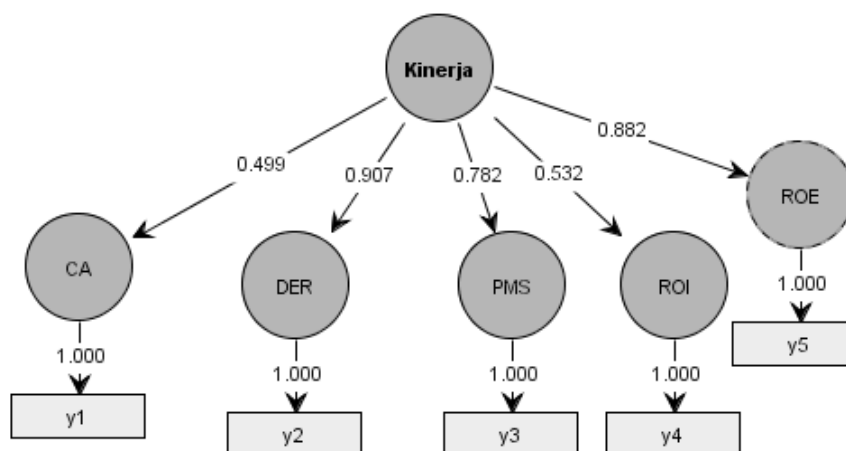 Kinerja
0.499
0.907
0.782
0.532
0.882
CA
DER
PMS
ROI
ROE
1.000
1.000
1.000
1.000
1.000
y1
y2
y3
y4
y5